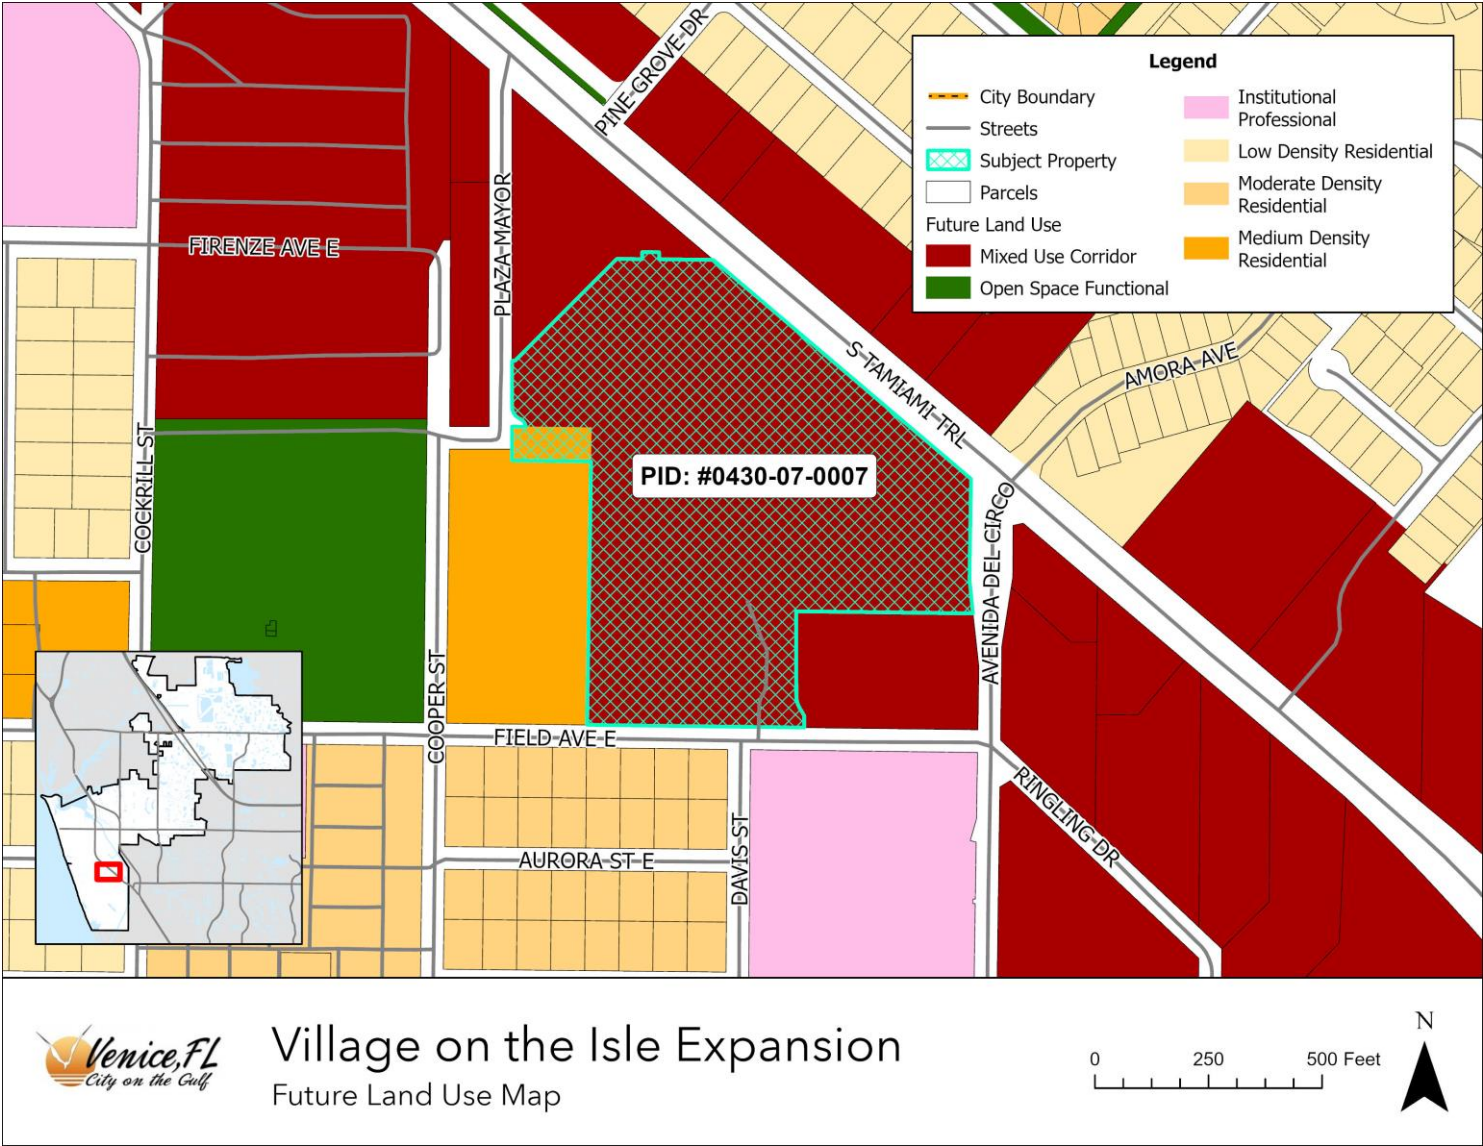 PINE GROVE DR
Legend
City Boundary
Streets
Subject Property
Parcels
Future Land Use
Mixed Use Corridor
Open Space Functional
Institutional
Professional
Low Density Residential
Moderate Density
Residential
Medium Density
Residential
PLAZA MAYOR
FIRENZE AVE E
S TAMIAMI TRL
AMORA AVE
COCKRILL ST
PID: #0430-07-0007
AVENIDA DEL CIRCO
COOPER ST
FIELD AVE E
RINGLING DR
AURORA ST E
DAVIS ST
Venice, FL
City on the Gulf
Village on the Isle Expansion
Future Land Use Map
0 250 500 Feet
N